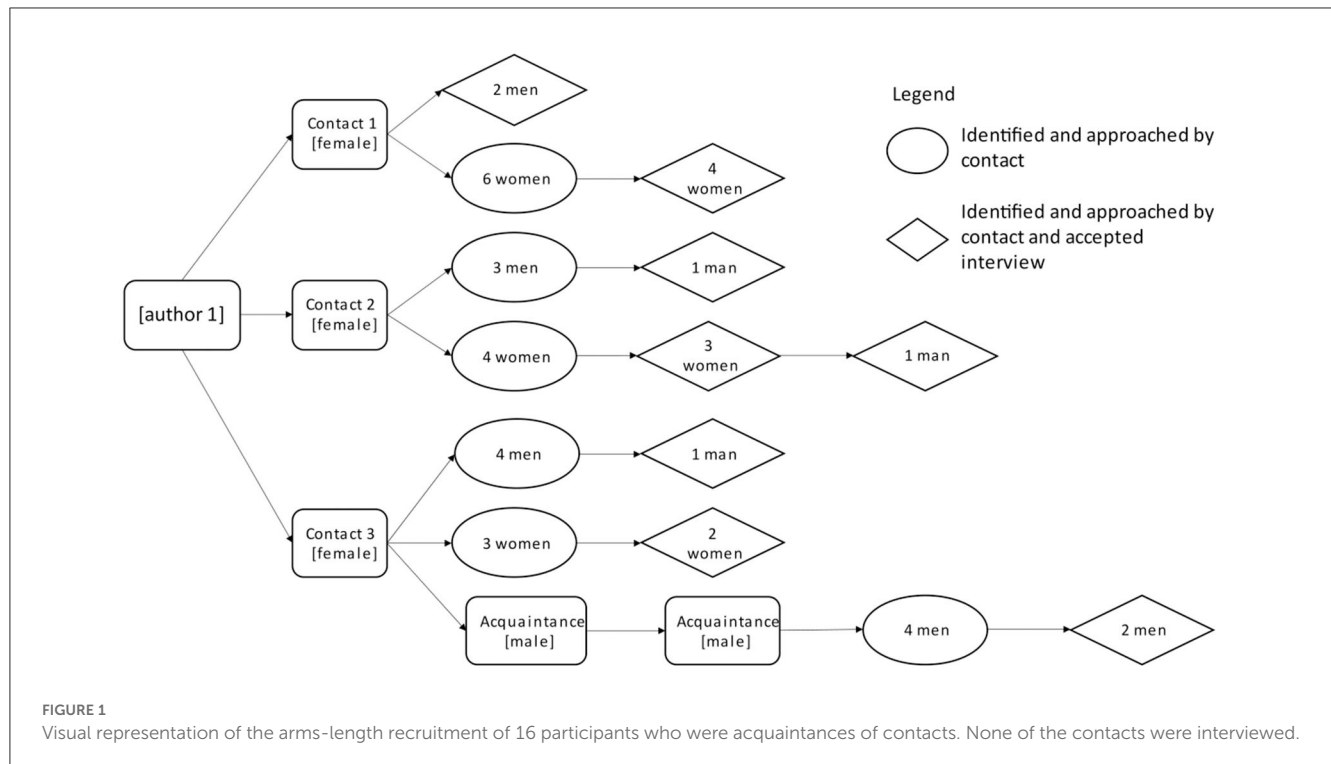 2 men
Contact 1
[female]
6 women
4
women
Legend
Identified and approached by
contact
Identified and approached by
contact and accepted
interview
[author 1]
Contact 2
[female]
3 men
1 man
4 women
3
women
1 man
Contact 3
[female]
4 men
1 man
3 women
2
women
Acquaintance
[male]
Acquaintance
[male]
4 men
2 men
FIGURE 1
Visual representation of the arms-length recruitment of 16 participants who were acquaintances of contacts. None of the contacts were interviewed.